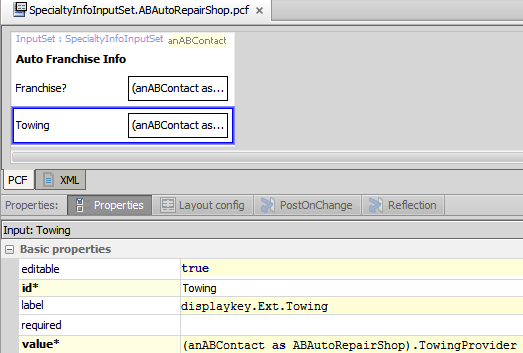 SpecialtyInfoInputSet.ABAutoRepairShop.pcf
InputSet : SpecialtyInfoInputSet anABContact
Auto Franchise Info
Franchise? (anABContact as...
Towing (anABContact as...
PCF XML
Properties: Properties Layout config PostOnChange Reflection
Input: Towing
Basic properties
editable true
id* Towing
label displaykey.Ext.Towing
required
value* (anABContact as ABAutoRepairShop).TowingProvider